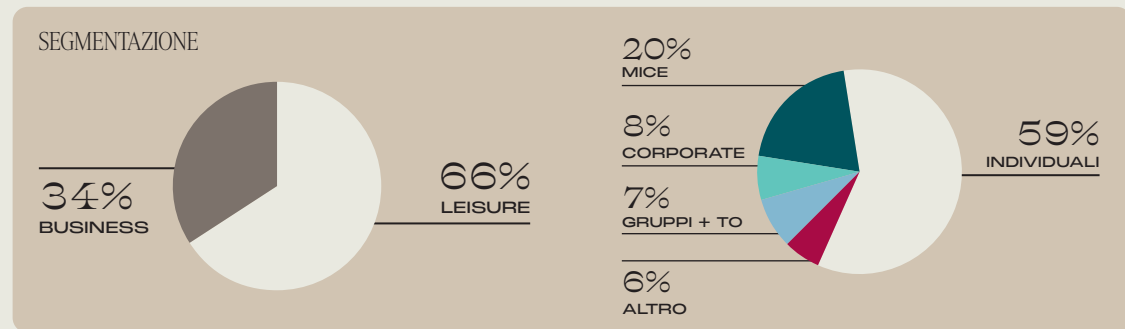 SEGMENTAZIONE
34%
BUSINESS
66%
LEISURE
20%
MICE
8%
CORPORATE
7%
GRUPPI + TO
6%
ALTRO
59%
INDIVIDUALI